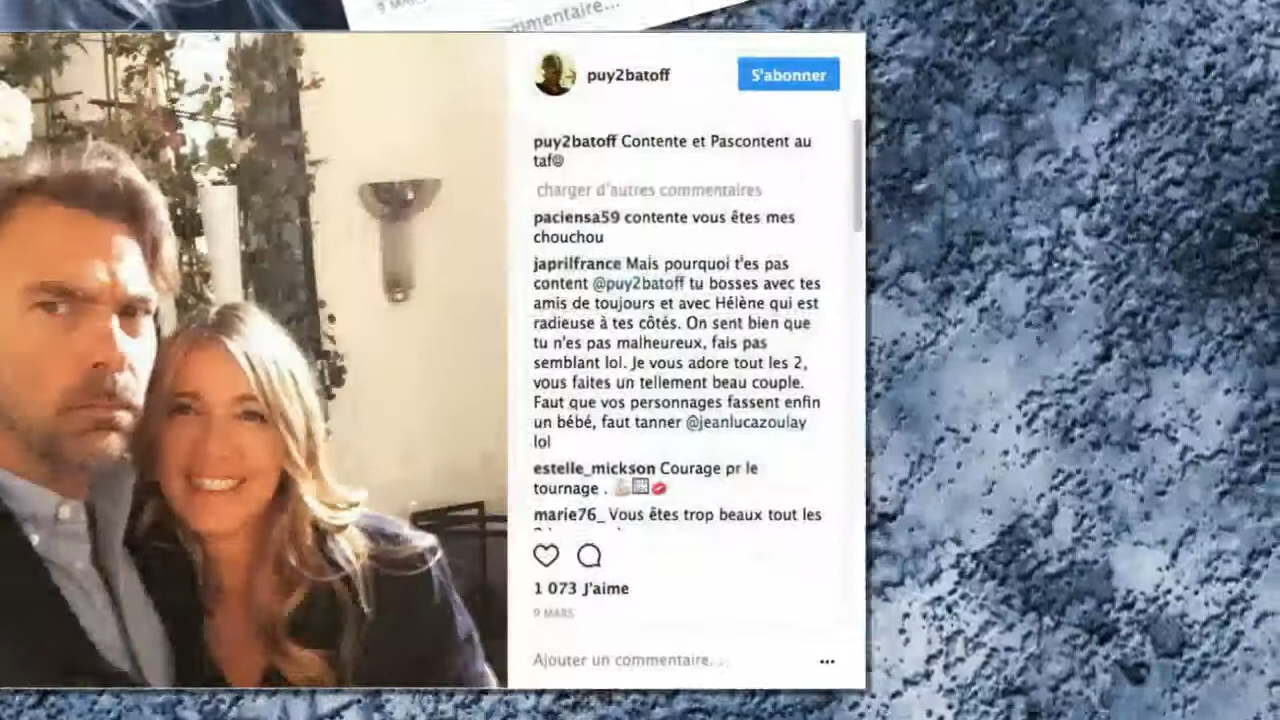 9 MARS
commentaire...
puy2batoff
S'abonner
puy2batoff Contente et Pascontent au
taf
charger d'autres commentaires
paciensa59 contente vous êtes mes
chouchou
japrilfrance Mais pourquoi t'es pas
content @puy2batoff tu bosses avec tes
amis de toujours et avec Hélène qui est
radieuse à tes côtés. On sent bien que
tu n'es pas malheureux, fais pas
semblant lol. Je vous adore tout les 2,
vous faites un tellement beau couple.
Faut que vos personnages fassent enfin
un bébé, faut tanner @jeanlucazoulay
lol
estelle_mickson Courage pr le
tournage .
marie76_ Vous êtes trop beaux tout les
1 073 J'aime
9 MARS
Ajouter un commentaire...